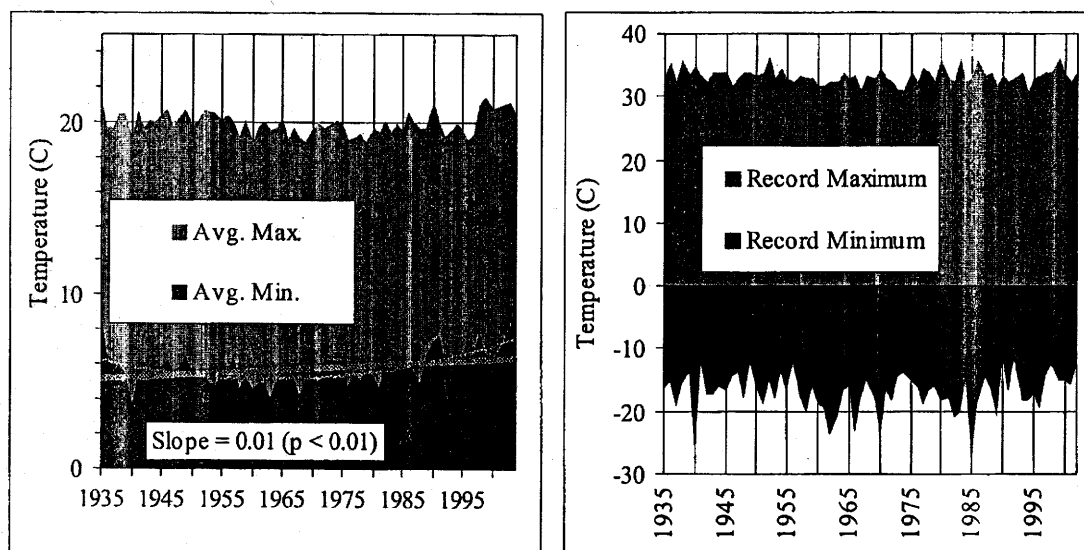 Temperature (C)
20
10
0
Avg. Max.
Avg. Min.
Slope = 0.01 (p < 0.01)
1935 1945 1955 1965 1975 1985 1995
Temperature (C)
40
30
20
10
0
-10
-20
-30
Record Maximum
Record Minimum
1935 1945 1955 1965 1975 1985 1995